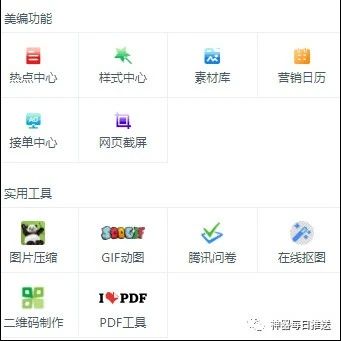 美编功能
热点中心 样式中心 素材库 营销日历
AD
接单中心 网页截屏
实用工具
SOOGIF
图片压缩 GIF动图 腾讯问卷 在线抠图
I PDF
二维码制作 PDF工具
神器每日推送